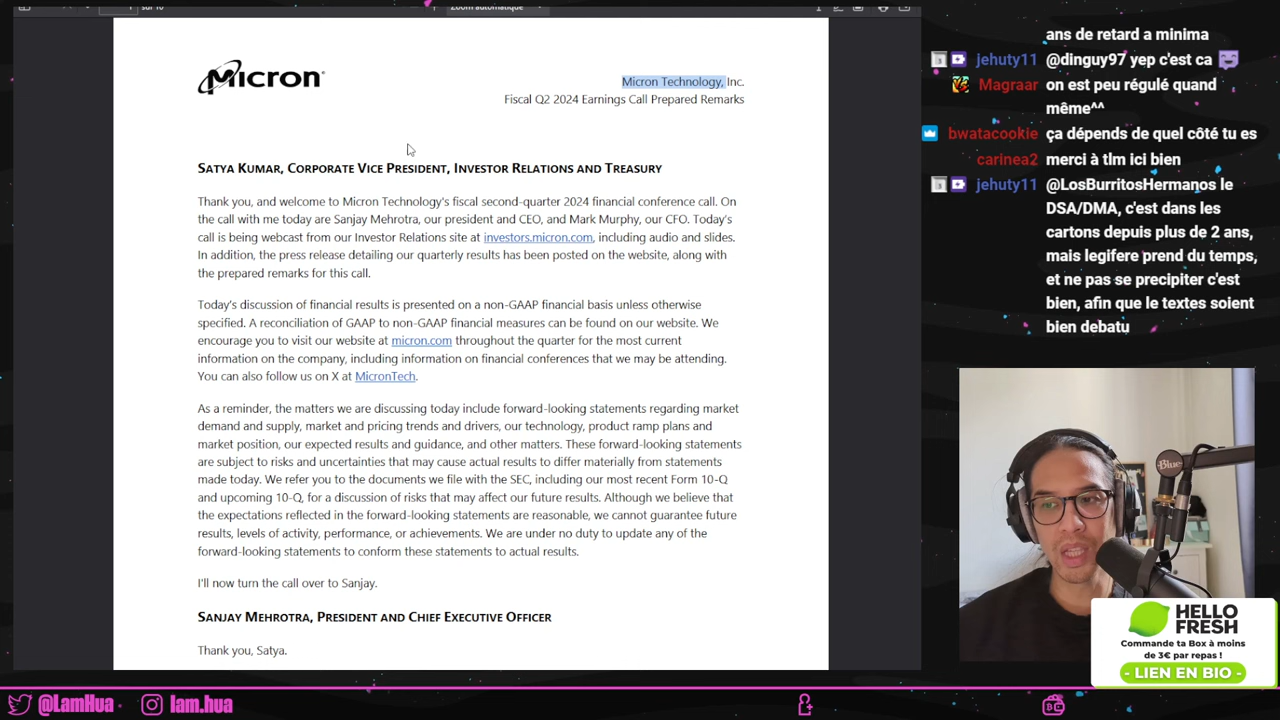 sur 16
Zoom automatique
Micron
Micron Technology, Inc.
Fiscal Q2 2024 Earnings Call Prepared Remarks
SATYA KUMAR, CORPORATE VICE PRESIDENT, INVESTOR RELATIONS AND TREASURY
Thank you, and welcome to Micron Technology's fiscal second-quarter 2024 financial conference call. On
the call with me today are Sanjay Mehrotra, our president and CEO, and Mark Murphy, our CFO. Today's
call is being webcast from our Investor Relations site at investors.micron.com, including audio and slides.
In addition, the press release detailing our quarterly results has been posted on the website, along with
the prepared remarks for this call.
Today's discussion of financial results is presented on a non-GAAP financial basis unless otherwise
specified. A reconciliation of GAAP to non-GAAP financial measures can be found on our website. We
encourage you to visit our website at micron.com throughout the quarter for the most current
information on the company, including information on financial conferences that we may be attending.
You can also follow us on X at MicronTech.
As a reminder, the matters we are discussing today include forward-looking statements regarding market
demand and supply, market and pricing trends and drivers, our technology, product ramp plans and
market position, our expected results and guidance, and other matters. These forward-looking statements
are subject to risks and uncertainties that may cause actual results to differ materially from statements
made today. We refer you to the documents we file with the SEC, including our most recent Form 10-Q
and upcoming 10-Q, for a discussion of risks that may affect our future results. Although we believe that
the expectations reflected in the forward-looking statements are reasonable, we cannot guarantee future
results, levels of activity, performance, or achievements. We are under no duty to update any of the
forward-looking statements to conform these statements to actual results.
I'll now turn the call over to Sanjay.
SANJAY MEHROTRA, PRESIDENT AND CHIEF EXECUTIVE OFFICER
Thank you, Satya.
ans de retard a minima
jehuty11 @dinguy97 yep c'est ca
Magraar on est peu régulé quand
même^^
bwatacookie ça dépends de quel côté tu es
carinea2 merci à tlm ici bien
jehuty11 @LosBurritosHermanos le
DSA/DMA, c'est dans les
cartons depuis plus de 2 ans,
mais legifere prend du temps,
et ne pas se precipiter c'est
bien, afin que le textes soient
bien debatu
Blue
HELLO
FRESH
Commande ta Box à moins
de 3€ par repas !
- LIEN EN BIO -
@LamHua
lam.hua